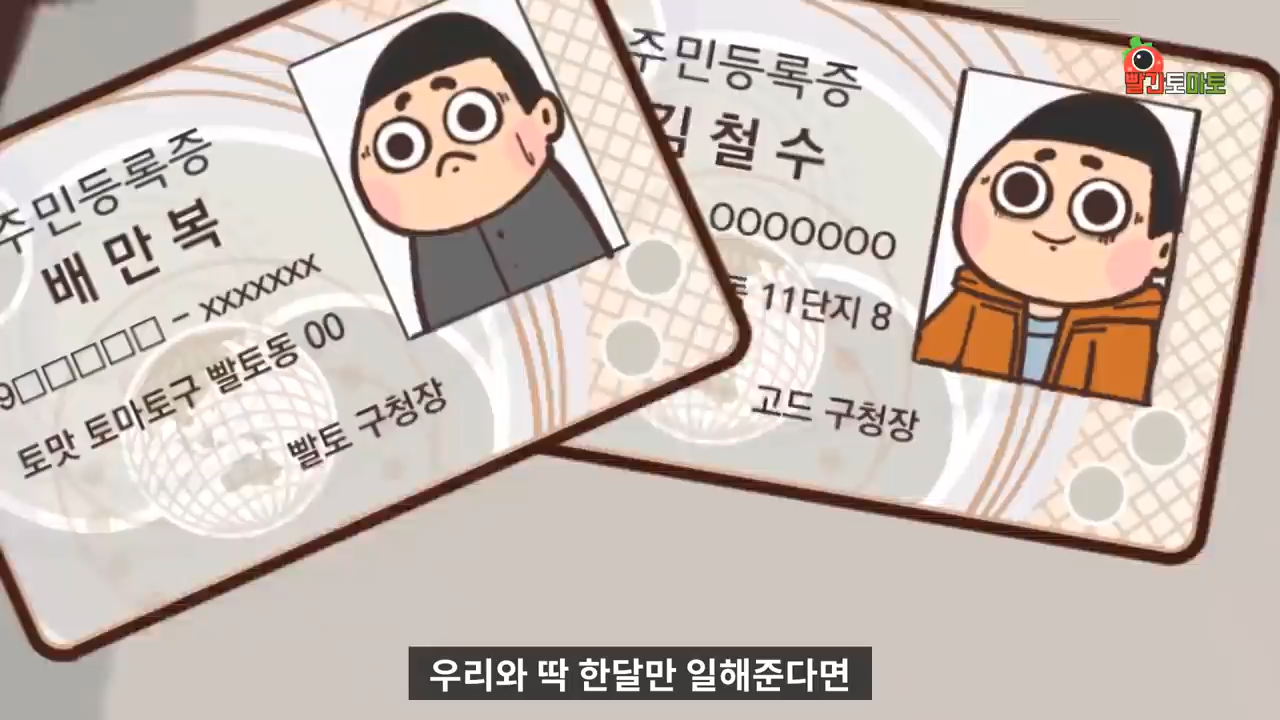 주민등록증
배만복
9□□□□□ - xxxxxxx
토맛 토마토구 빨토동 00
빨토 구청장
주민등록증
김철수
0000000
11단지 8
고드 구청장
빨간토마토
우리와 딱 한달만 일해준다면